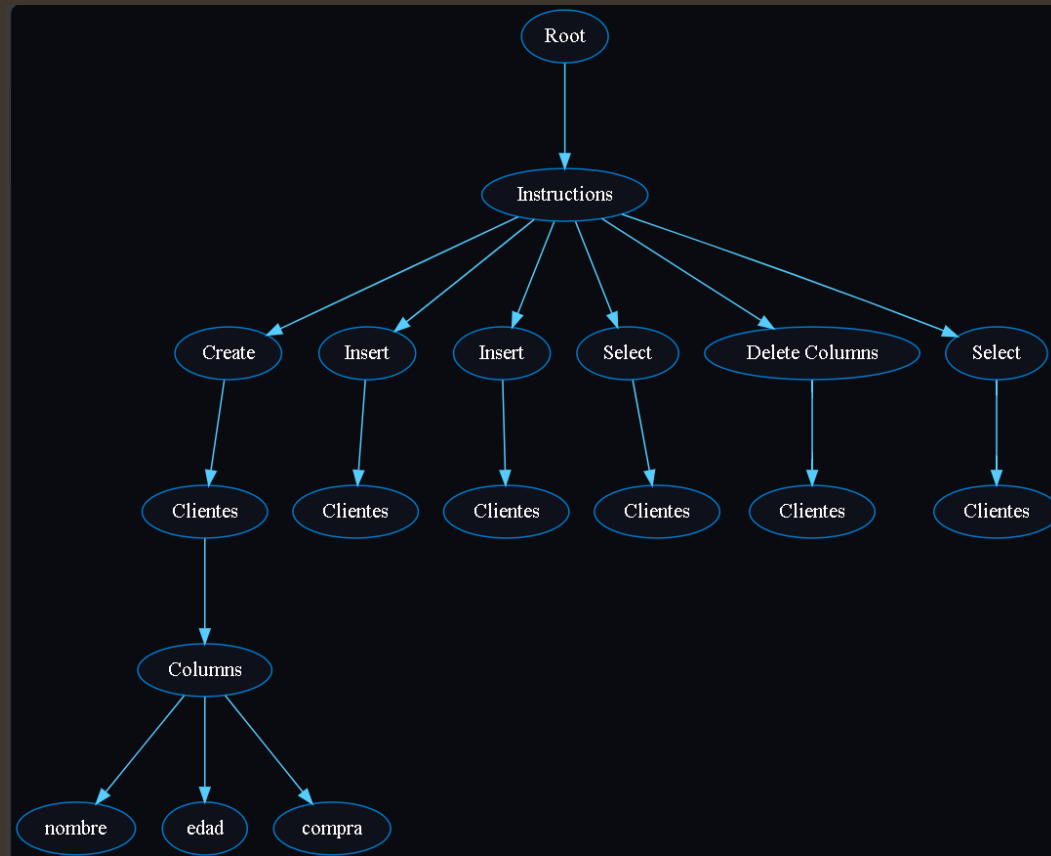 Root
Instructions
Create
Insert
Insert
Select
Delete Columns
Select
Clientes
Clientes
Clientes
Clientes
Clientes
Clientes
Columns
nombre
edad
compra